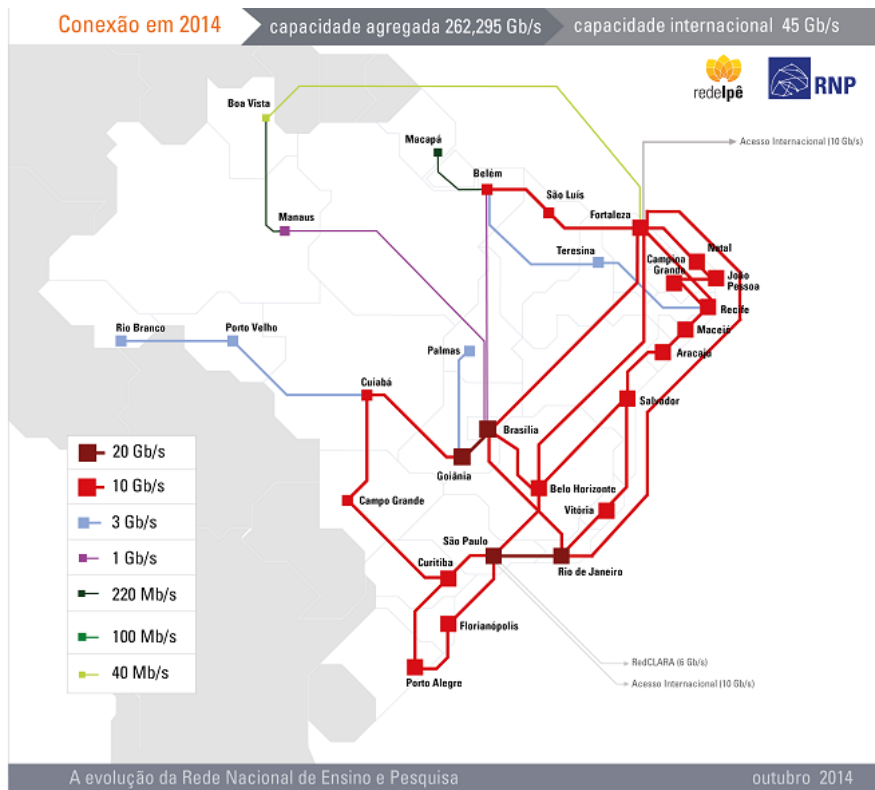 Conexão em 2014
capacidade agregada 262,295 Gb/s
capacidade internacional 45 Gb/s
redeIpê
RNP
Boa Vista
Macapá
Acesso Internacional (10 Gb/s)
Belém
São Luís
Manaus
Fortaleza
Teresina
Natal
Campina
Grande
João
Pessoa
Recife
Rio Branco
Porto Velho
Maceió
Palmas
Aracajú
Cuiabá
Salvador
Brasília
20 Gb/s
Goiânia
10 Gb/s
Belo Horizonte
Campo Grande
Vitória
3 Gb/s
São Paulo
1 Gb/s
Curitiba
Rio de Janeiro
220 Mb/s
Florianópolis
100 Mb/s
RedCLARA (6 Gb/s)
40 Mb/s
Porto Alegre
Acesso Internacional (10 Gb/s)
A evolução da Rede Nacional de Ensino e Pesquisa
outubro 2014